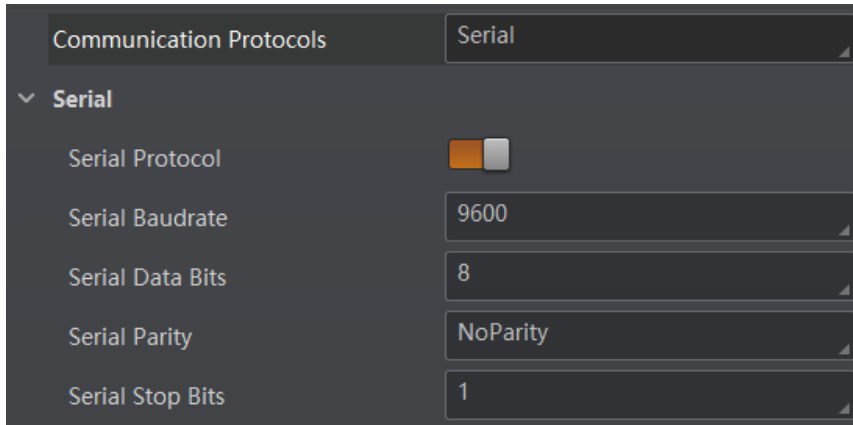 Communication Protocols Serial
Serial
Serial Protocol
Serial Baudrate 9600
Serial Data Bits 8
Serial Parity NoParity
Serial Stop Bits 1